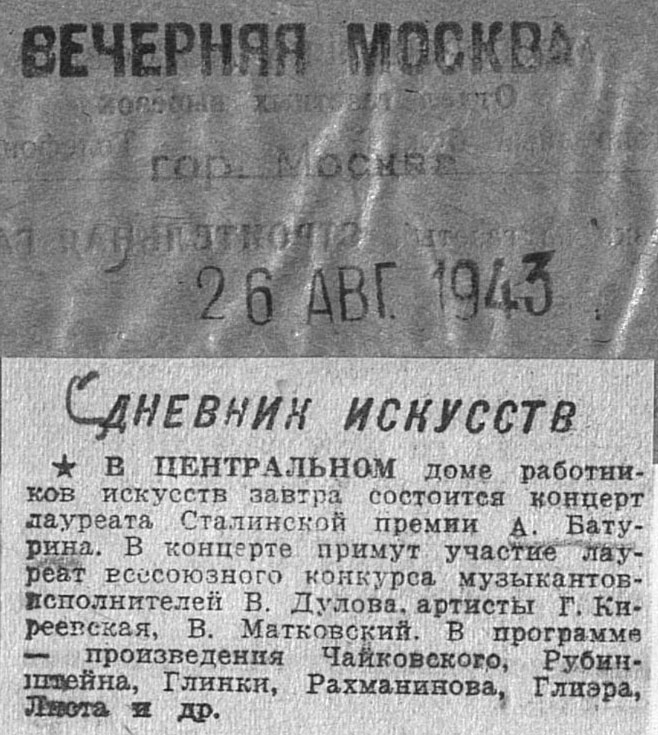 ВЕЧЕРНЯЯ МОСКВА
гор. Москва
26 АВГ. 1943
ДНЕВНИК ИСКУССТВ
★ В ЦЕНТРАЛЬНОМ доме работни-
ков искусств завтра состоится концерт
лауреата Сталинской премии А. Бату-
рина. В концерте примут участие лау-
реат всесоюзного конкурса музыкантов-
исполнителей В. Дулова, артисты Г. Ки-
реевская, В. Матковский. В программе
— произведения Чайковского, Рубин-
штейна, Глинки, Рахманинова, Глиэра,
Листа и др.